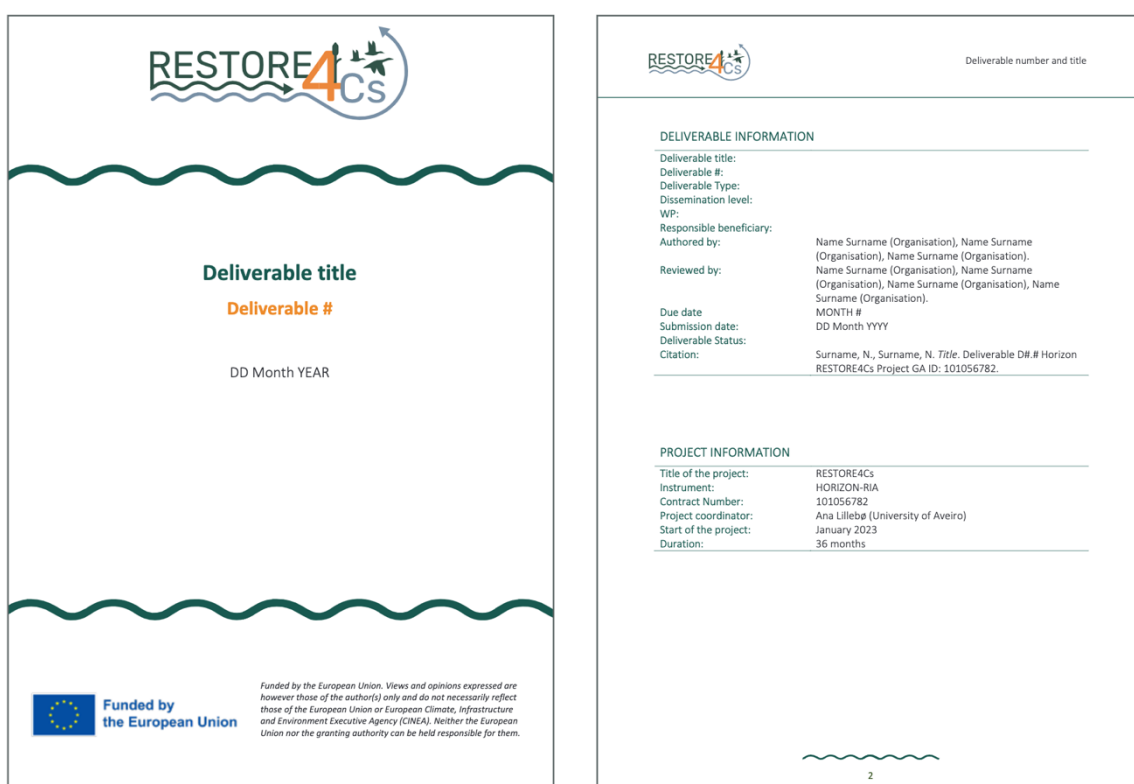 RESTORE4Cs
Deliverable title
Deliverable #
DD Month YEAR
Funded by
the European Union
Funded by the European Union. Views and opinions expressed are
however those of the author(s) only and do not necessarily reflect
those of the European Union or European Climate, Infrastructure
and Environment Executive Agency (CINEA). Neither the European
Union nor the granting authority can be held responsible for them.
RESTORE4Cs
Deliverable number and title
DELIVERABLE INFORMATION
Deliverable title:
Deliverable #:
Deliverable Type:
Dissemination level:
WP:
Responsible beneficiary:
Authored by: Name Surname (Organisation), Name Surname
(Organisation), Name Surname (Organisation).
Reviewed by: Name Surname (Organisation), Name Surname
(Organisation), Name Surname (Organisation), Name
Surname (Organisation).
Due date MONTH #
Submission date: DD Month YYYY
Deliverable Status:
Citation: Surname, N., Surname, N. Title. Deliverable D#.# Horizon
RESTORE4Cs Project GA ID: 101056782.
PROJECT INFORMATION
Title of the project: RESTORE4Cs
Instrument: HORIZON-RIA
Contract Number: 101056782
Project coordinator: Ana Lillebø (University of Aveiro)
Start of the project: January 2023
Duration: 36 months
2